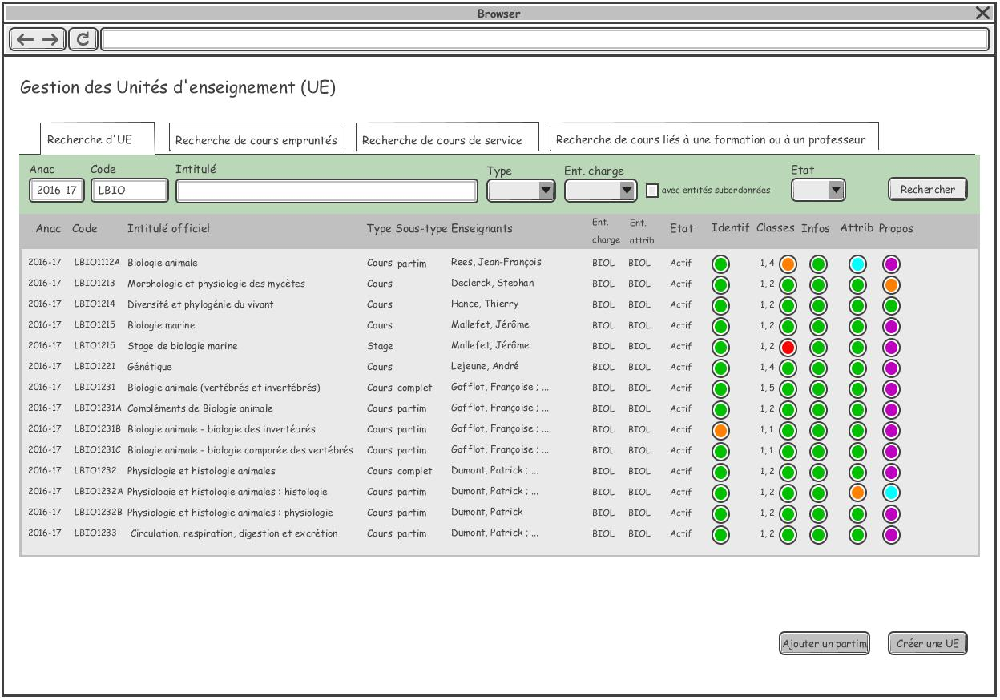 Browser
Gestion des Unités d'enseignement (UE)
Recherche d'UE Recherche de cours empruntés Recherche de cours de service Recherche de cours liés à une formation ou à un professeur
Anac Code Intitulé Type Ent. charge Etat
2016-17 LBIO avec entités subordonnées Rechercher
Anac Code Intitulé officiel Type Sous-type Enseignants Ent. charge Ent. attrib Etat Identif Classes Infos Attrib Propos
2016-17 LBIO1112A Biologie animale Cours partim Rees, Jean-François BIOL BIOL Actif 1, 4
2016-17 LBIO1213 Morphologie et physiologie des mycètes Cours Declerck, Stephan BIOL BIOL Actif 1, 2
2016-17 LBIO1214 Diversité et phylogénie du vivant Cours Hance, Thierry BIOL BIOL Actif 1, 2
2016-17 LBIO1215 Biologie marine Cours Mallefet, Jérôme BIOL BIOL Actif 1, 2
2016-17 LBIO1215 Stage de biologie marine Stage Mallefet, Jérôme BIOL BIOL Actif 1, 2
2016-17 LBIO1221 Génétique Cours Lejeune, André BIOL BIOL Actif 1, 4
2016-17 LBIO1231 Biologie animale (vertébrés et invertébrés) Cours complet Gofflot, Françoise ; ... BIOL BIOL Actif 1, 5
2016-17 LBIO1231A Compléments de Biologie animale Cours partim Gofflot, Françoise ; ... BIOL BIOL Actif 1, 2
2016-17 LBIO1231B Biologie animale - biologie des invertébrés Cours partim Gofflot, Françoise ; ... BIOL BIOL Actif 1, 1
2016-17 LBIO1231C Biologie animale - biologie comparée des vertébrés Cours partim Gofflot, Françoise ; ... BIOL BIOL Actif 1, 1
2016-17 LBIO1232 Physiologie et histologie animales Cours complet Dumont, Patrick ; ... BIOL BIOL Actif 1, 2
2016-17 LBIO1232A Physiologie et histologie animales : histologie Cours partim Dumont, Patrick ; ... BIOL BIOL Actif 1, 2
2016-17 LBIO1232B Physiologie et histologie animales : physiologie Cours partim Dumont, Patrick BIOL BIOL Actif 1, 2
2016-17 LBIO1233 Circulation, respiration, digestion et excrétion Cours partim Dumont, Patrick ; ... BIOL BIOL Actif 1, 2
Ajouter un partim Créer une UE